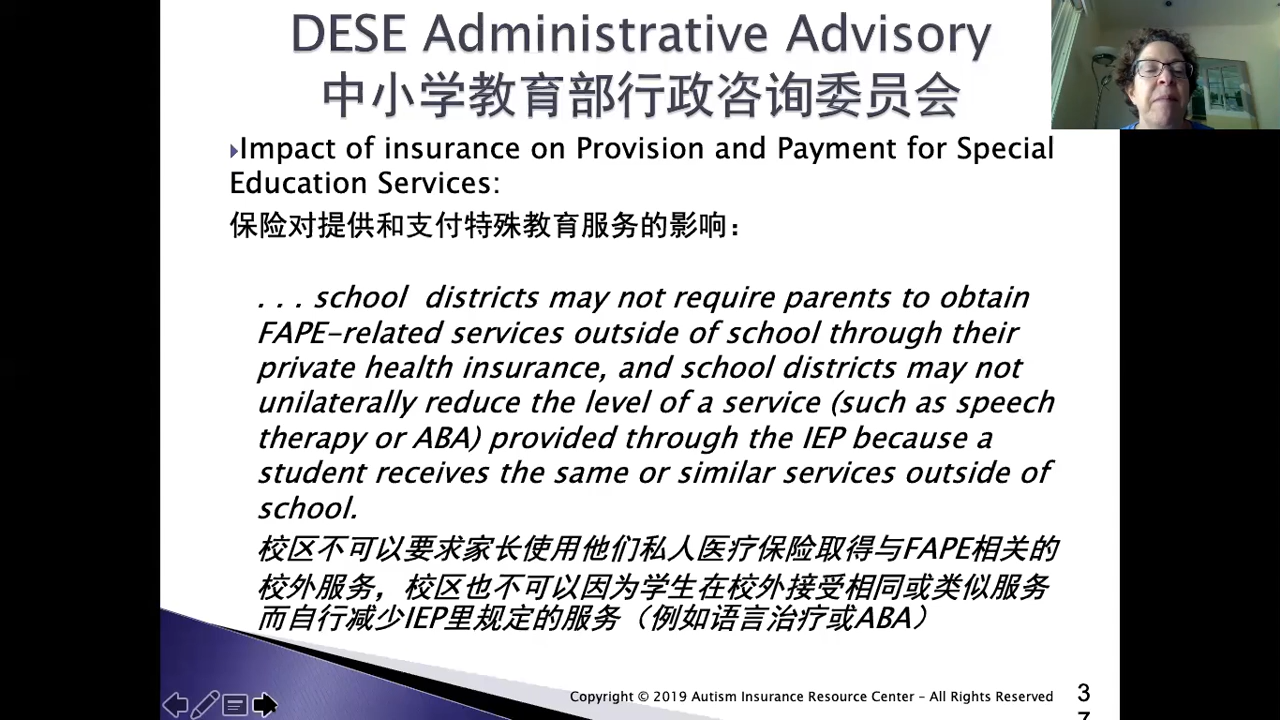 DESE Administrative Advisory
中小学教育部行政咨询委员会
Impact of insurance on Provision and Payment for Special
Education Services:
保险对提供和支付特殊教育服务的影响：
. . . school districts may not require parents to obtain
FAPE-related services outside of school through their
private health insurance, and school districts may not
unilaterally reduce the level of a service (such as speech
therapy or ABA) provided through the IEP because a
student receives the same or similar services outside of
school.
校区不可以要求家长使用他们私人医疗保险取得与FAPE相关的
校外服务，校区也不可以因为学生在校外接受相同或类似服务
而自行减少IEP里规定的服务（例如语言治疗或ABA）
Copyright © 2019 Autism Insurance Resource Center – All Rights Reserved
3
7